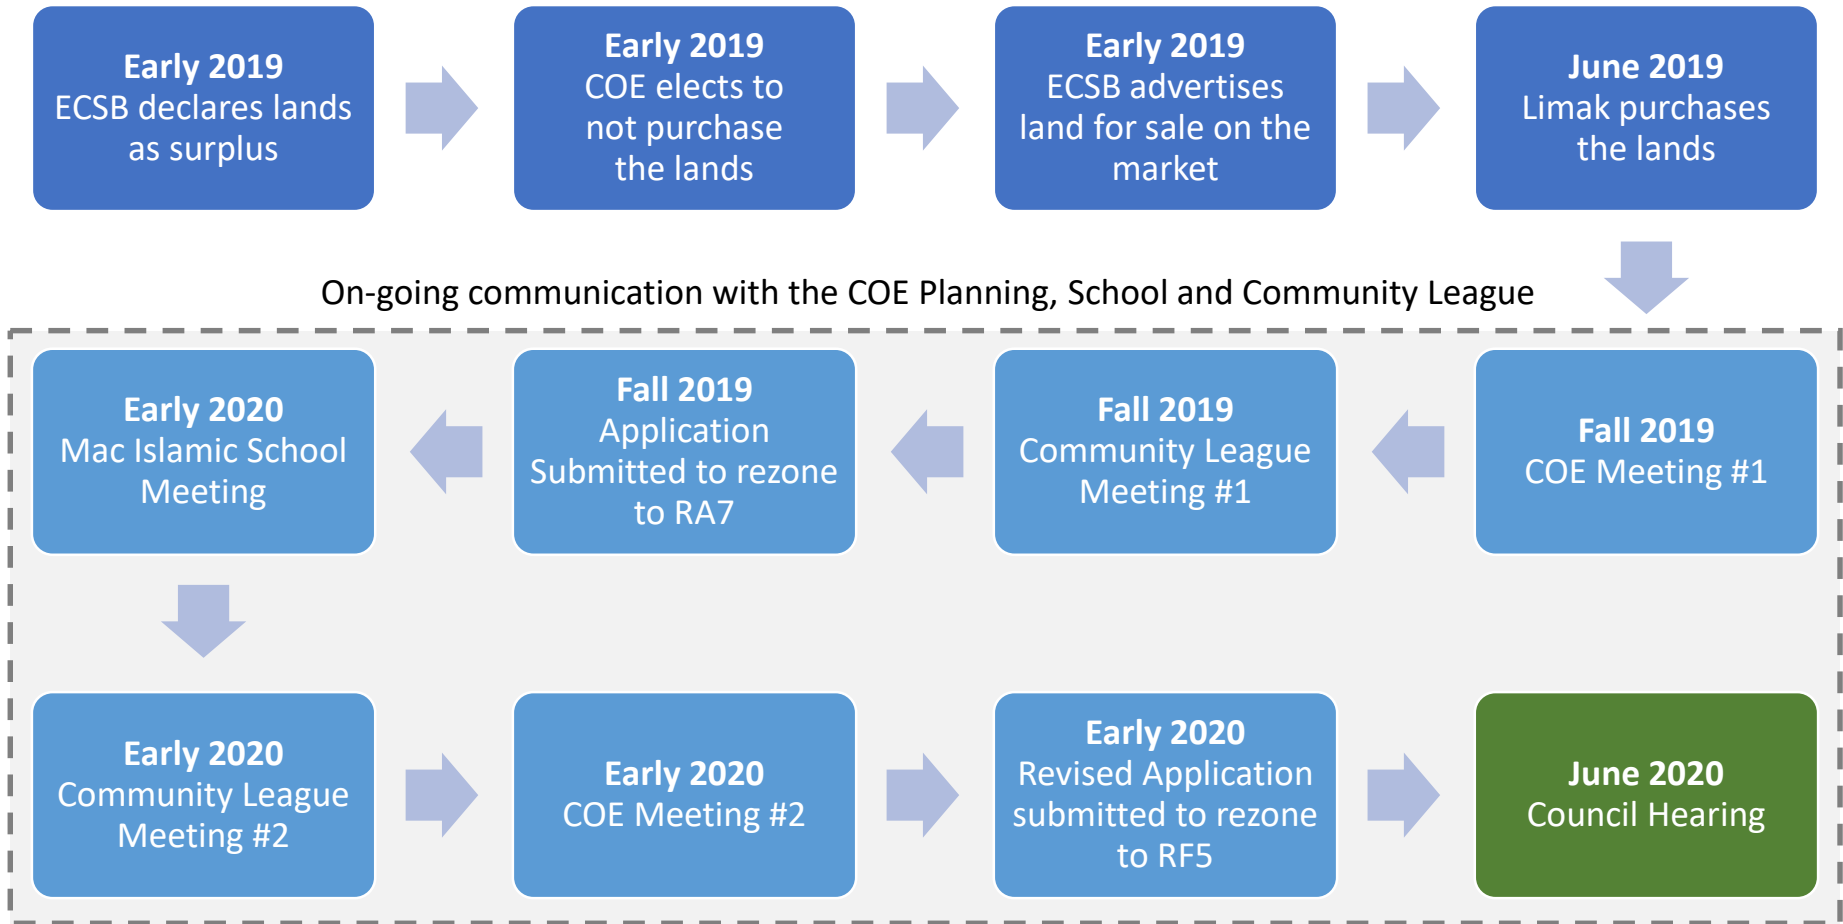 Early 2019
ECSB declares lands
as surplus
Early 2019
COE elects to
not purchase
the lands
Early 2019
ECSB advertises
land for sale on the
market
June 2019
Limak purchases
the lands
On-going communication with the COE Planning, School and Community League
Fall 2019
COE Meeting #1
Fall 2019
Community League
Meeting #1
Fall 2019
Application
Submitted to rezone
to RA7
Early 2020
Mac Islamic School
Meeting
Early 2020
Community League
Meeting #2
Early 2020
COE Meeting #2
Early 2020
Revised Application
submitted to rezone
to RF5
June 2020
Council Hearing